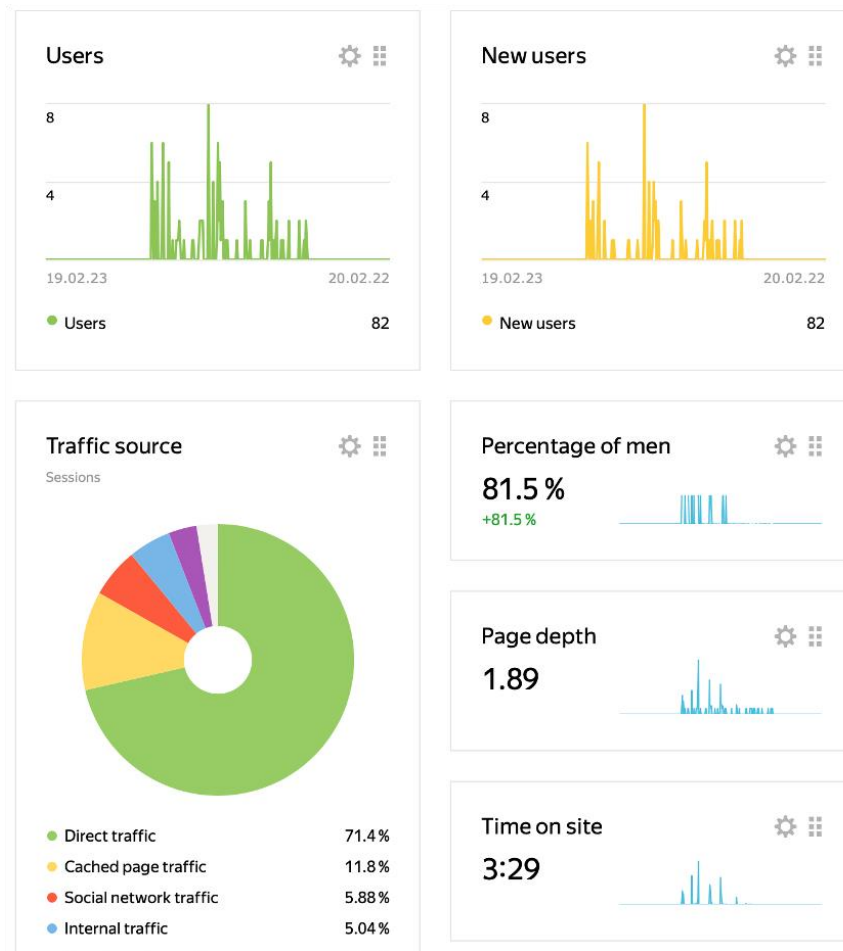 Users
8
4
19.02.23 20.02.22
Users 82
New users
8
4
19.02.23 20.02.22
New users 82
Traffic source
Sessions
Direct traffic 71.4 %
Cached page traffic 11.8 %
Social network traffic 5.88 %
Internal traffic 5.04 %
Percentage of men
81.5 %
+81.5 %
Page depth
1.89
Time on site
3:29